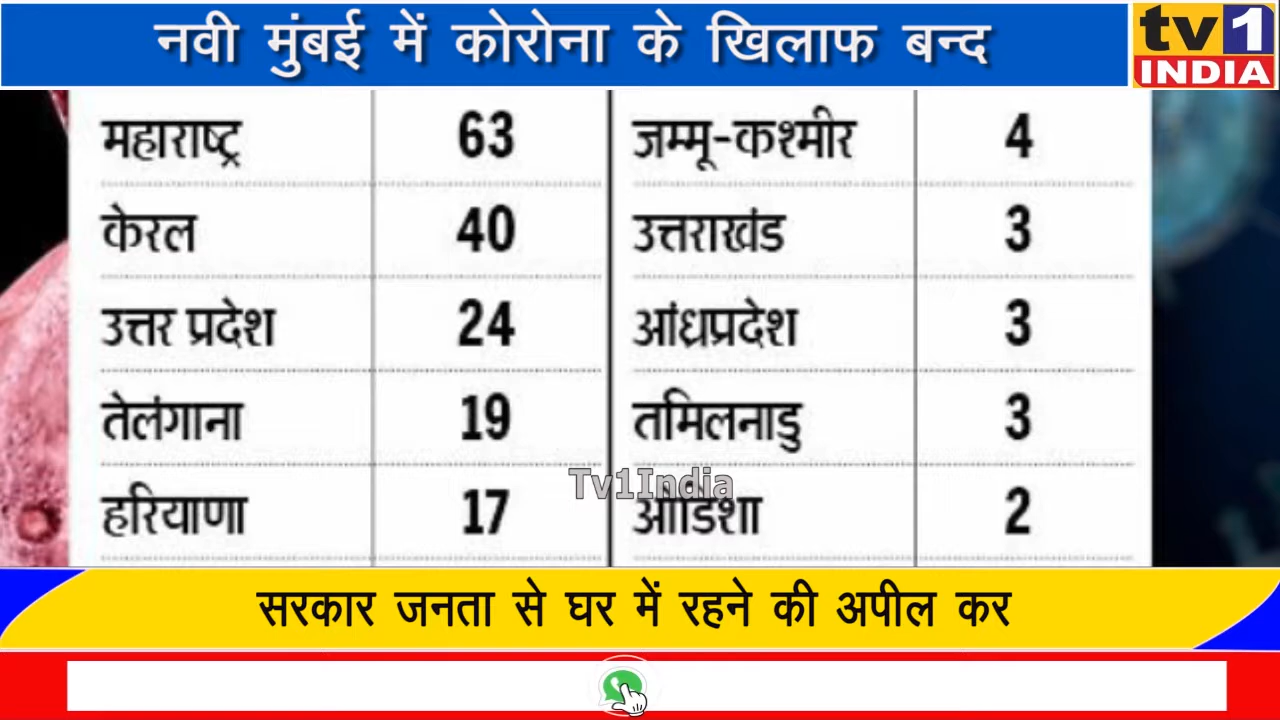 नवी मुंबई में कोरोना के खिलाफ बन्द
tv1
INDIA
महाराष्ट्र 63 जम्मू-कश्मीर 4
केरल 40 उत्तराखंड 3
उत्तर प्रदेश 24 आंध्रप्रदेश 3
तेलंगाना 19 तमिलनाडु 3
Tv1India
हरियाणा 17 ओडिशा 2
सरकार जनता से घर में रहने की अपील कर